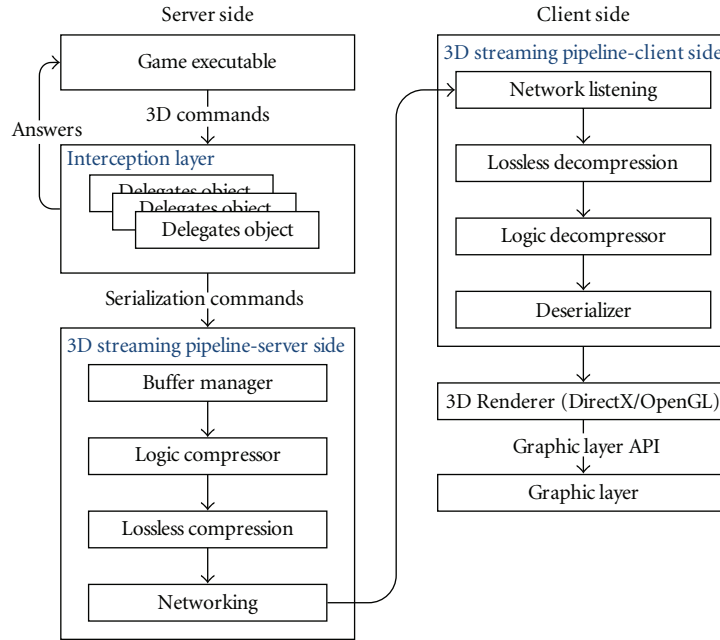 Server side
Game executable
3D commands
Answers
Interception layer
Delegates object
Delegates object
Delegates object
Serialization commands
3D streaming pipeline-server side
Buffer manager
Logic compressor
Lossless compression
Networking
Client side
3D streaming pipeline-client side
Network listening
Lossless decompression
Logic decompressor
Deserializer
3D Renderer (DirectX/OpenGL)
Graphic layer API
Graphic layer